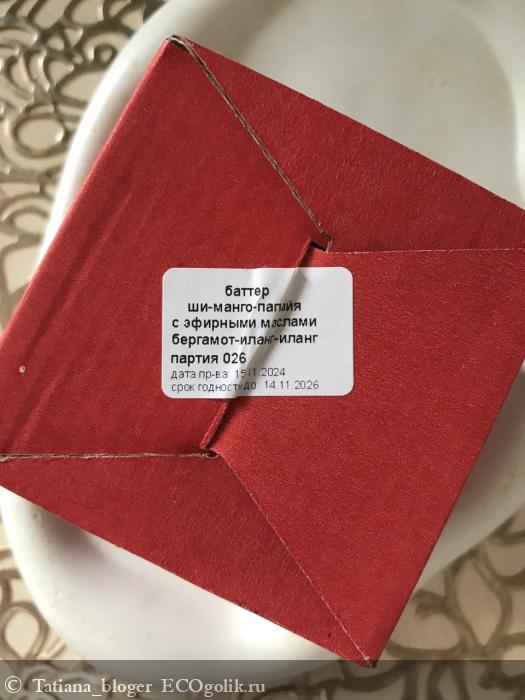 баттер
ши-манго-папайя
с эфирными маслами
бергамот-иланг-иланг
партия 026
дата пр-ва: 15.11.2024
срок годности до: 14.11.2026
© Tatiana_bloger ECOgolik.ru